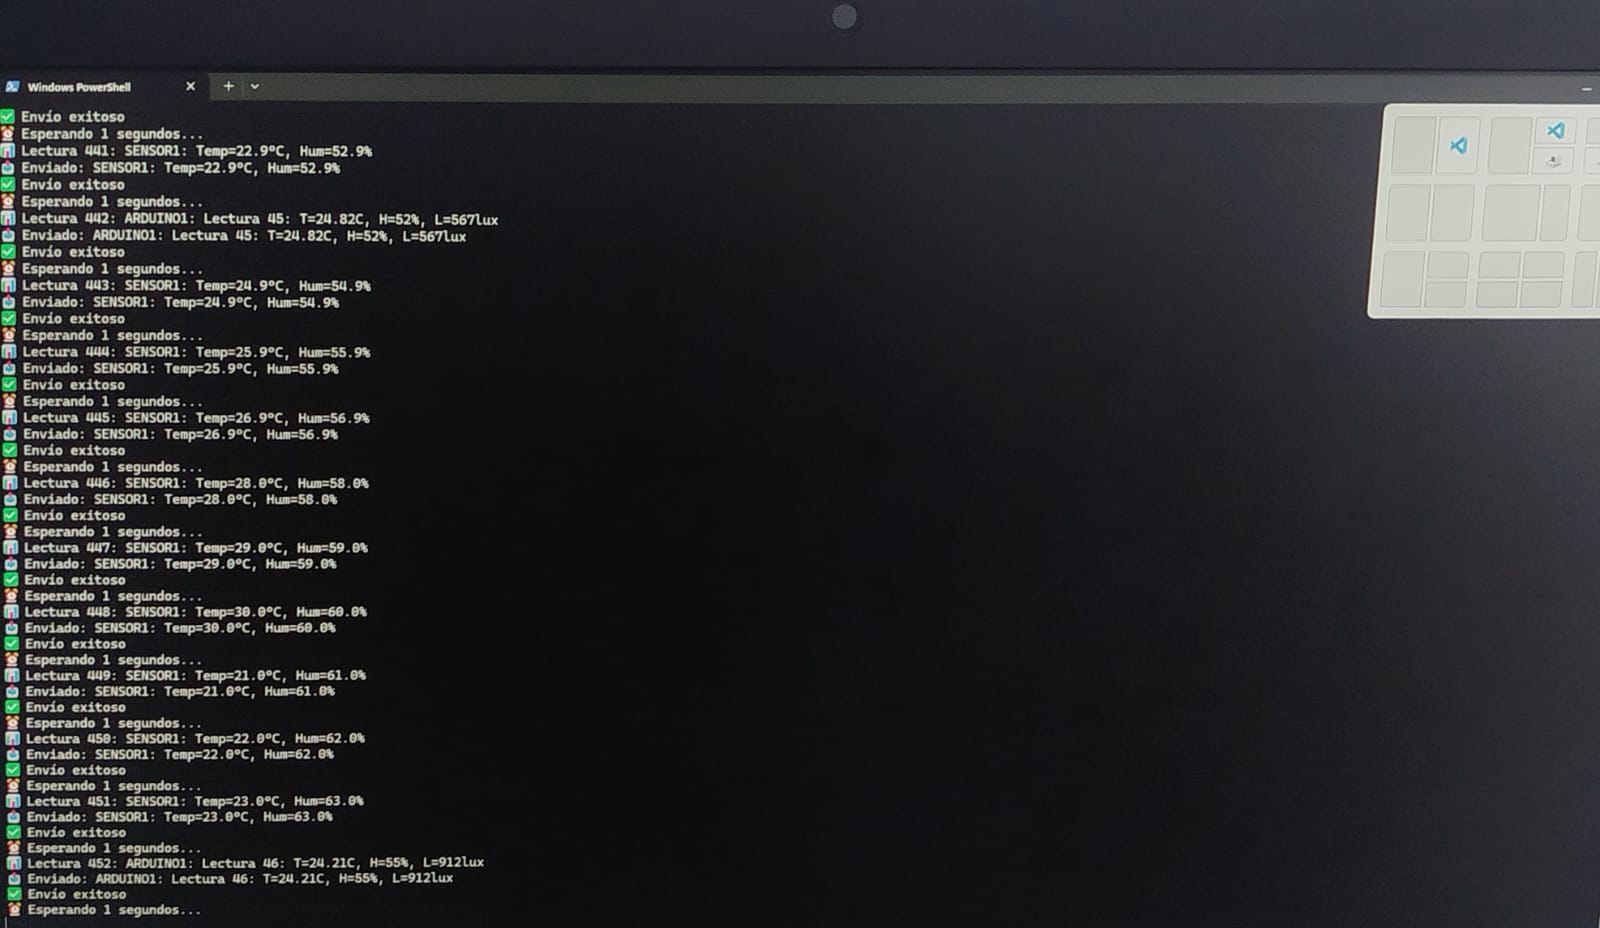 Windows PowerShell
✅ Envío exitoso
⏰ Esperando 1 segundos...
📊 Lectura 441: SENSOR1: Temp=22.9°C, Hum=52.9%
📤 Enviado: SENSOR1: Temp=22.9°C, Hum=52.9%
✅ Envío exitoso
⏰ Esperando 1 segundos...
📊 Lectura 442: ARDUINO1: Lectura 45: T=24.82C, H=52%, L=567lux
📤 Enviado: ARDUINO1: Lectura 45: T=24.82C, H=52%, L=567lux
✅ Envío exitoso
⏰ Esperando 1 segundos...
📊 Lectura 443: SENSOR1: Temp=24.9°C, Hum=54.9%
📤 Enviado: SENSOR1: Temp=24.9°C, Hum=54.9%
✅ Envío exitoso
⏰ Esperando 1 segundos...
📊 Lectura 444: SENSOR1: Temp=25.9°C, Hum=55.9%
📤 Enviado: SENSOR1: Temp=25.9°C, Hum=55.9%
✅ Envío exitoso
⏰ Esperando 1 segundos...
📊 Lectura 445: SENSOR1: Temp=26.9°C, Hum=56.9%
📤 Enviado: SENSOR1: Temp=26.9°C, Hum=56.9%
✅ Envío exitoso
⏰ Esperando 1 segundos...
📊 Lectura 446: SENSOR1: Temp=28.0°C, Hum=58.0%
📤 Enviado: SENSOR1: Temp=28.0°C, Hum=58.0%
✅ Envío exitoso
⏰ Esperando 1 segundos...
📊 Lectura 447: SENSOR1: Temp=29.0°C, Hum=59.0%
📤 Enviado: SENSOR1: Temp=29.0°C, Hum=59.0%
✅ Envío exitoso
⏰ Esperando 1 segundos...
📊 Lectura 448: SENSOR1: Temp=30.0°C, Hum=60.0%
📤 Enviado: SENSOR1: Temp=30.0°C, Hum=60.0%
✅ Envío exitoso
⏰ Esperando 1 segundos...
📊 Lectura 449: SENSOR1: Temp=21.0°C, Hum=61.0%
📤 Enviado: SENSOR1: Temp=21.0°C, Hum=61.0%
✅ Envío exitoso
⏰ Esperando 1 segundos...
📊 Lectura 450: SENSOR1: Temp=22.0°C, Hum=62.0%
📤 Enviado: SENSOR1: Temp=22.0°C, Hum=62.0%
✅ Envío exitoso
⏰ Esperando 1 segundos...
📊 Lectura 451: SENSOR1: Temp=23.0°C, Hum=63.0%
📤 Enviado: SENSOR1: Temp=23.0°C, Hum=63.0%
✅ Envío exitoso
⏰ Esperando 1 segundos...
📊 Lectura 452: ARDUINO1: Lectura 46: T=24.21C, H=55%, L=912lux
📤 Enviado: ARDUINO1: Lectura 46: T=24.21C, H=55%, L=912lux
✅ Envío exitoso
⏰ Esperando 1 segundos...